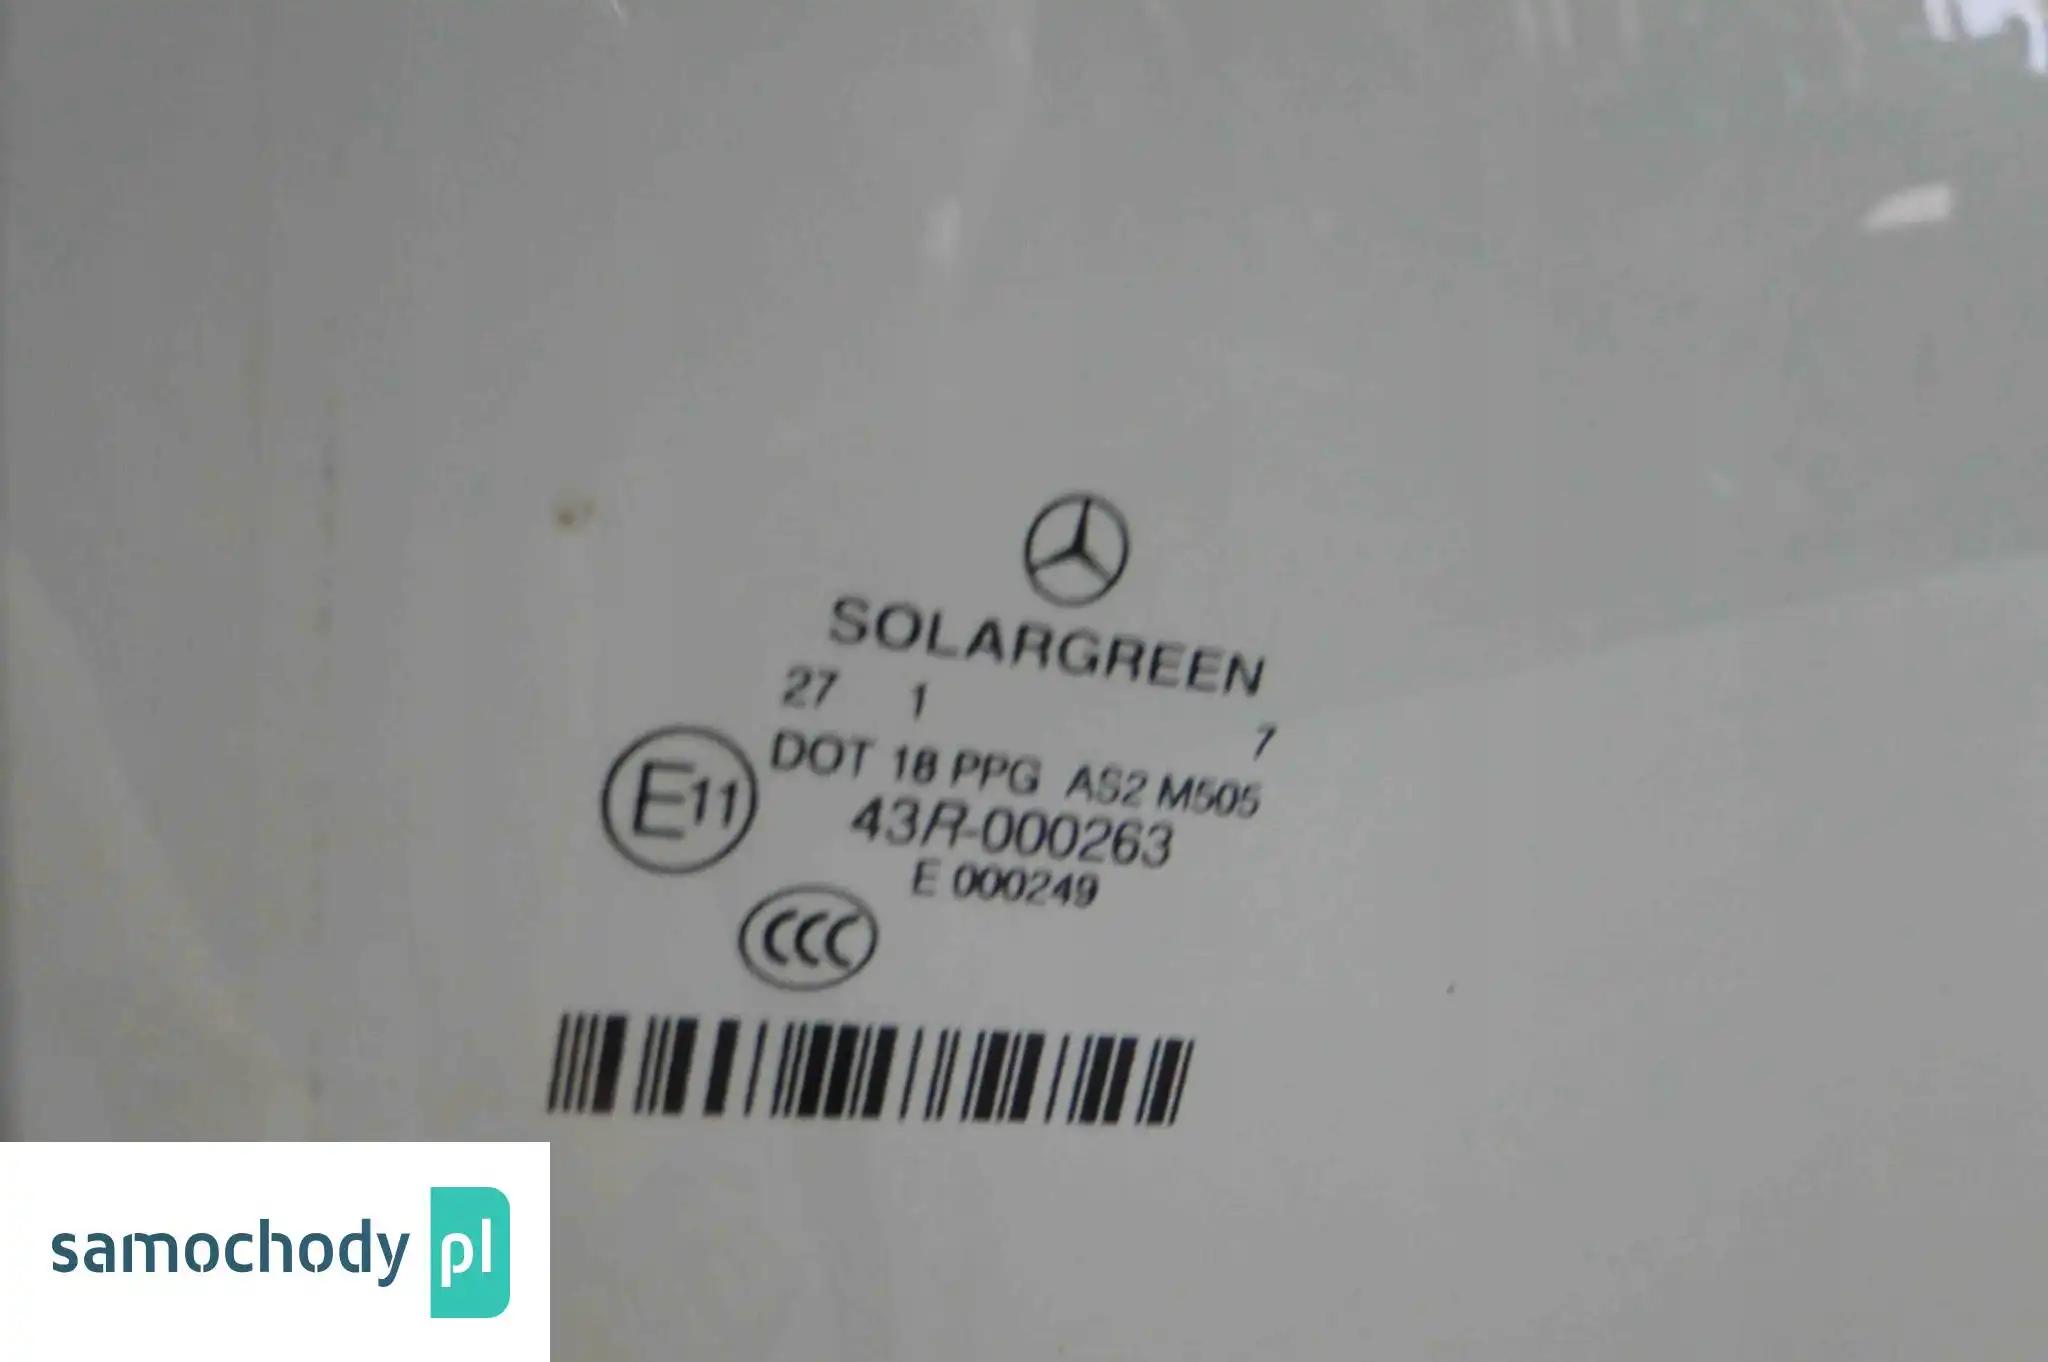 SOLARGREEN
27 1 7
DOT 18 PPG AS2 M505
E11
43R-000263
E 000249
CCC
samochody pl